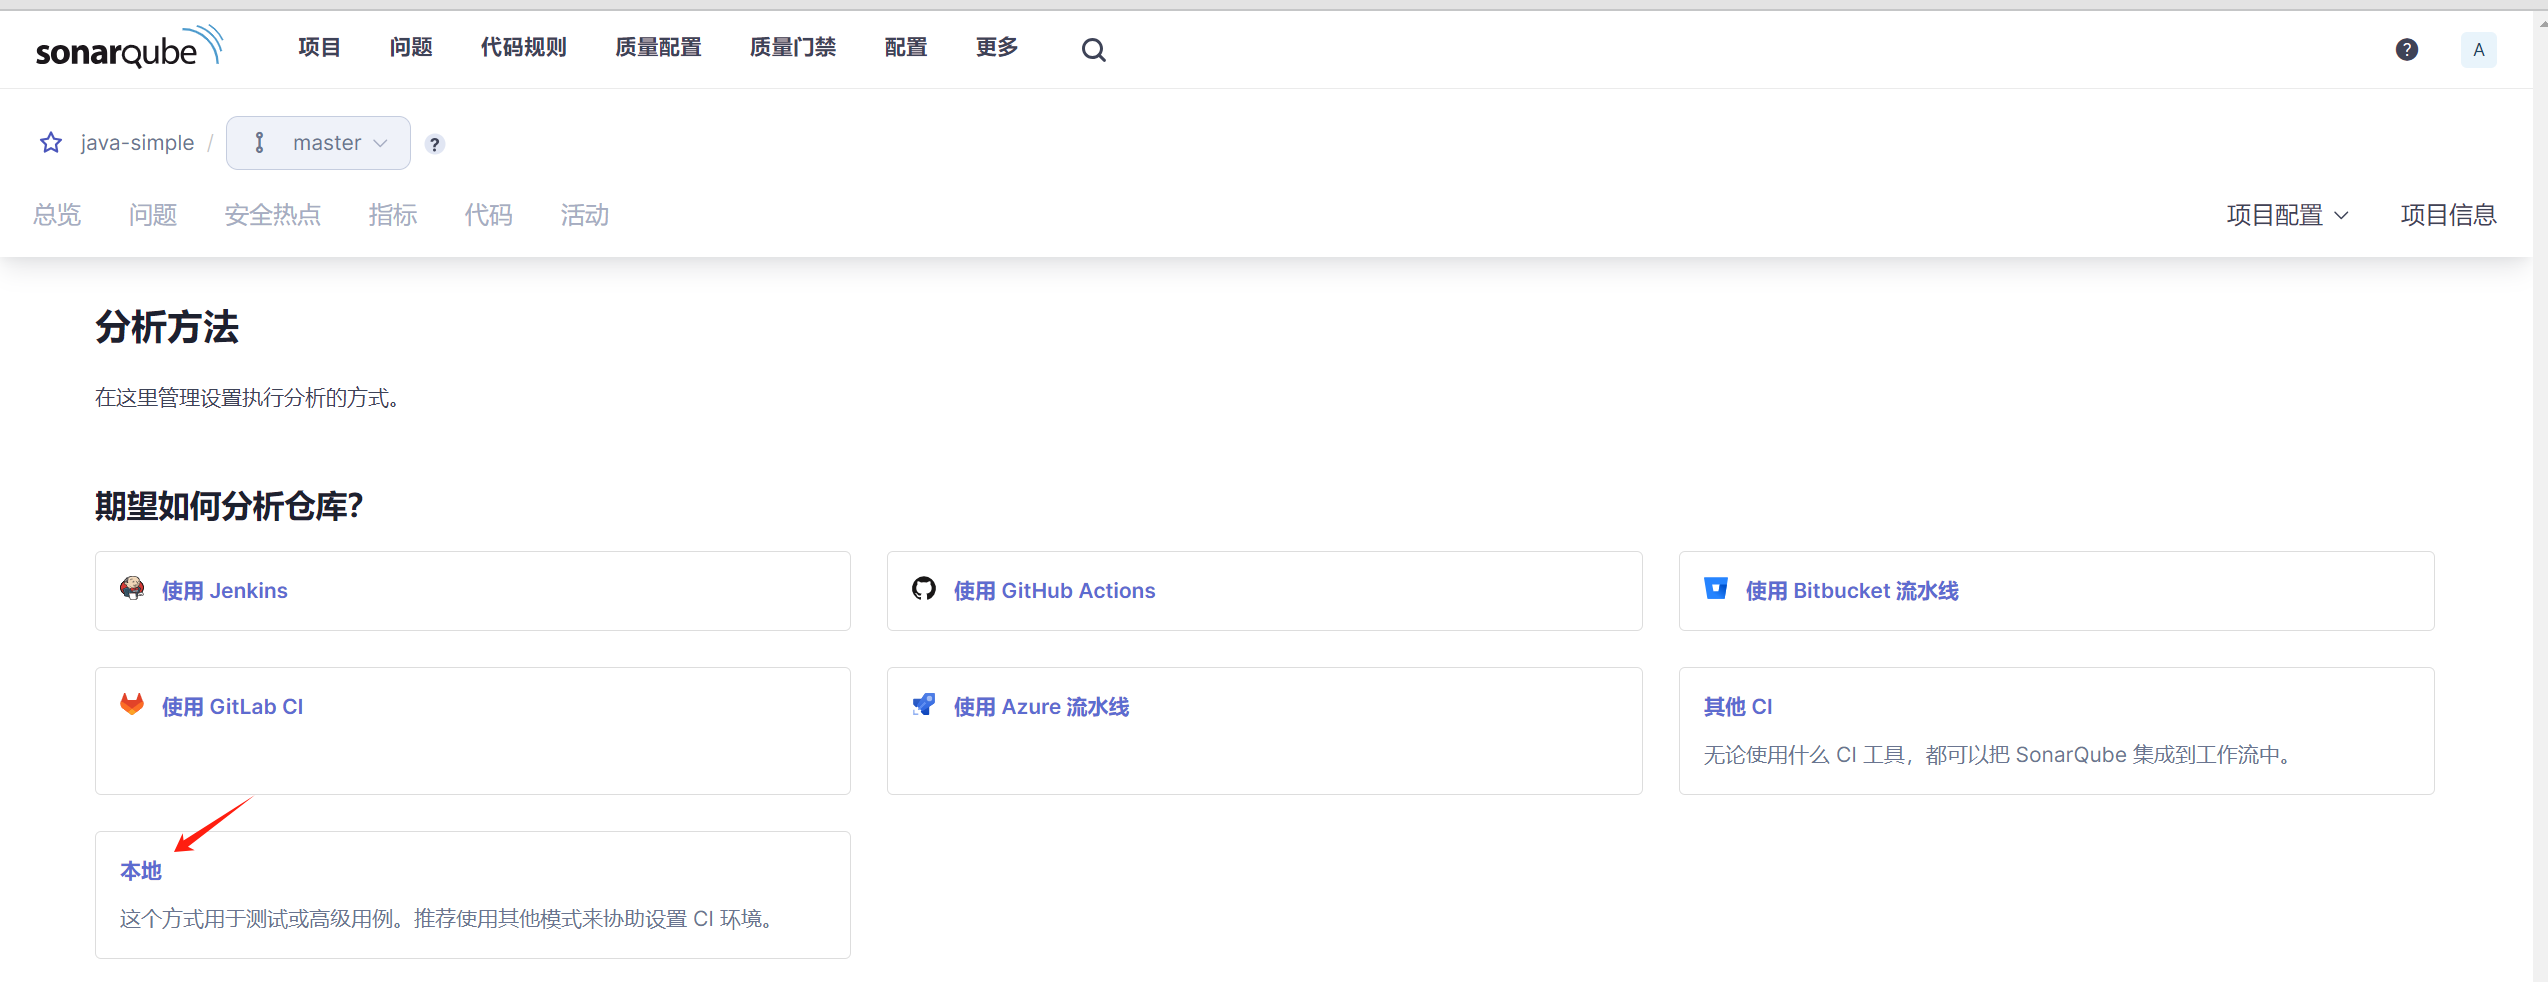 sonarqube 项目 问题 代码规则 质量配置 质量门禁 配置 更多 ? A
java-simple / master ?
总览 问题 安全热点 指标 代码 活动 项目配置 项目信息
分析方法
在这里管理设置执行分析的方式。
期望如何分析仓库?
使用 Jenkins 使用 GitHub Actions 使用 Bitbucket 流水线
使用 GitLab CI 使用 Azure 流水线 其他 CI
无论使用什么 CI 工具，都可以把 SonarQube 集成到工作流中。
本地
这个方式用于测试或高级用例。推荐使用其他模式来协助设置 CI 环境。